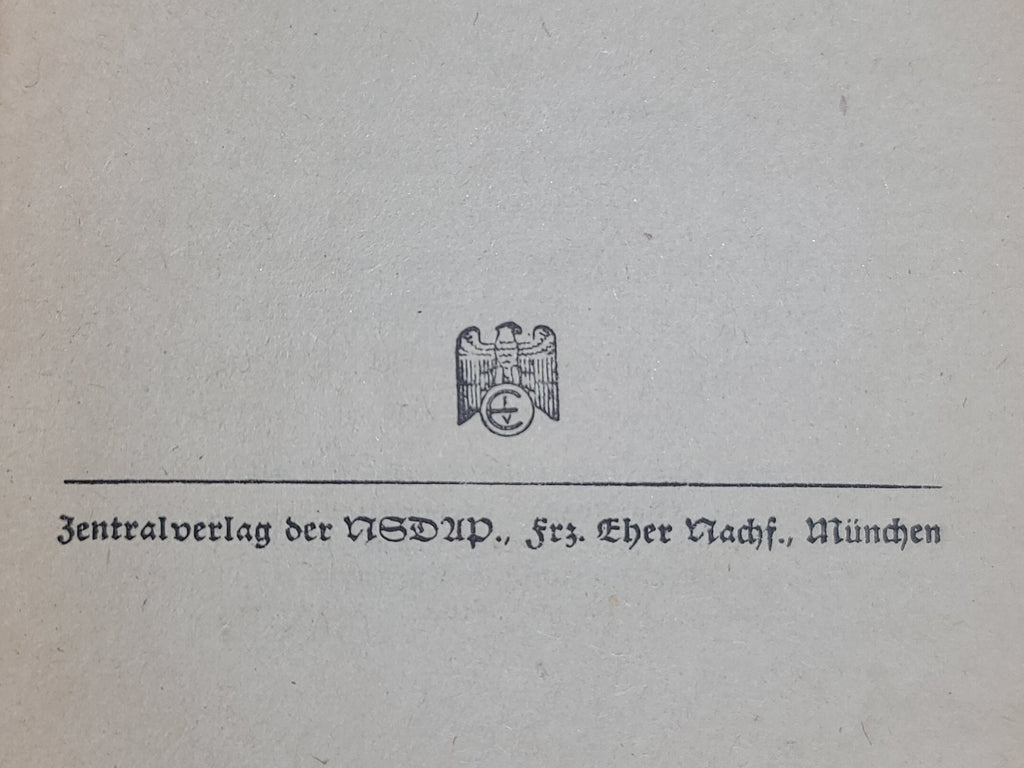 Zentralverlag der NSDAP., Frz. Eher Nachf., München